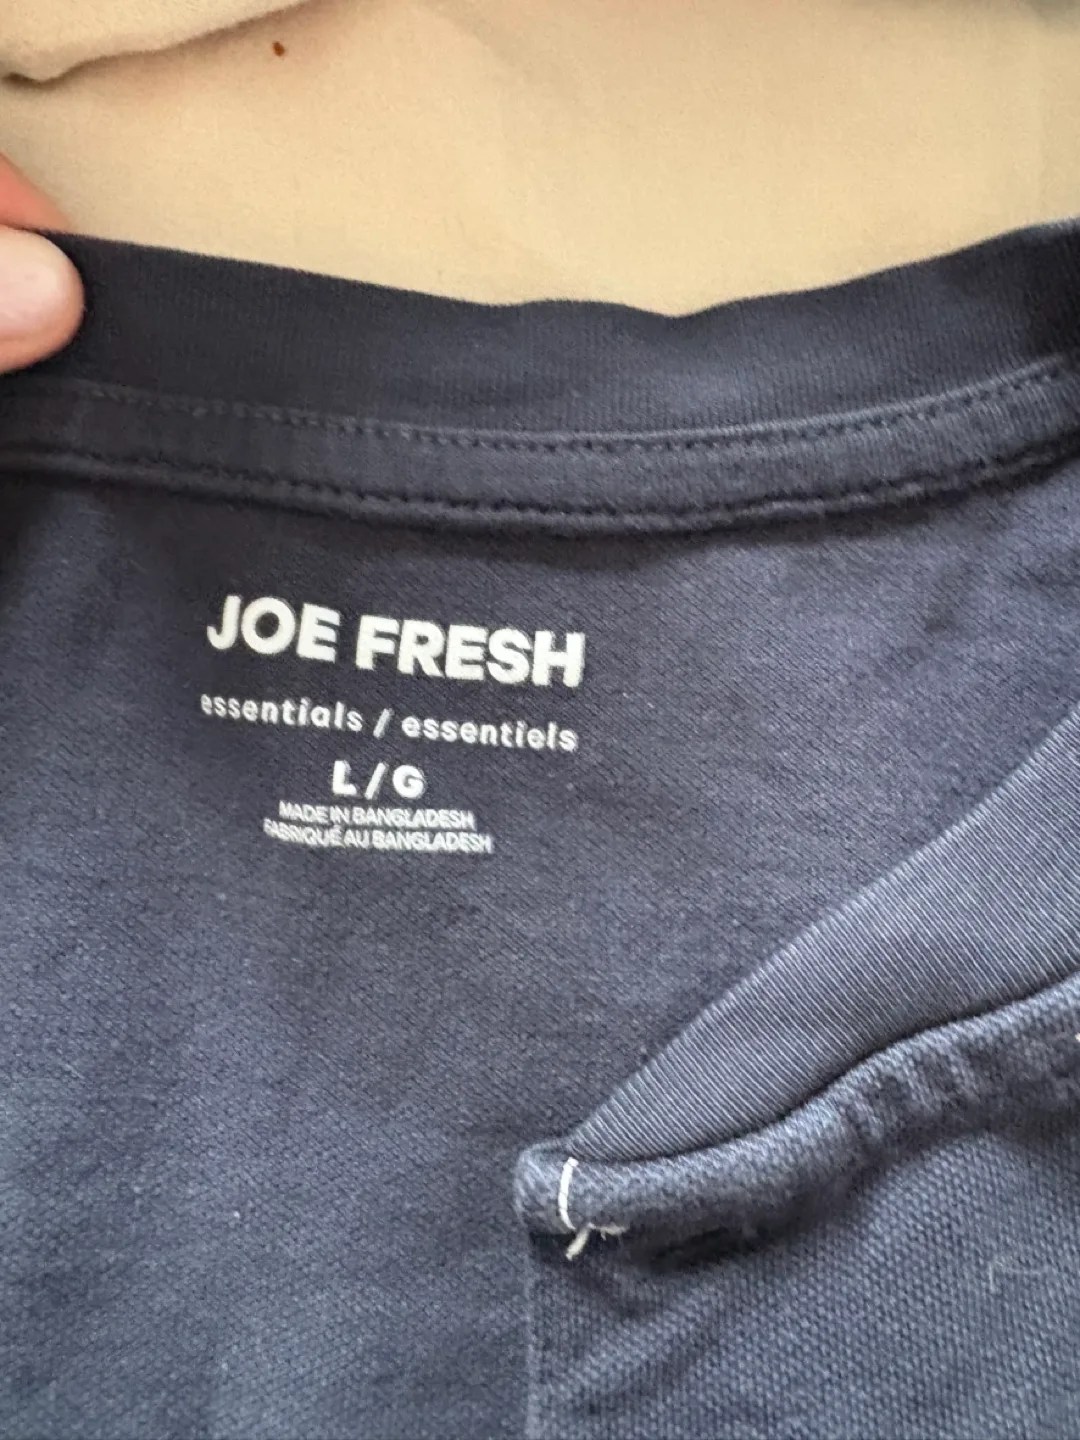 JOE FRESH
essentials / essentiels
L / G
MADE IN BANGLADESH
FABRIQUÉ AU BANGLADESH